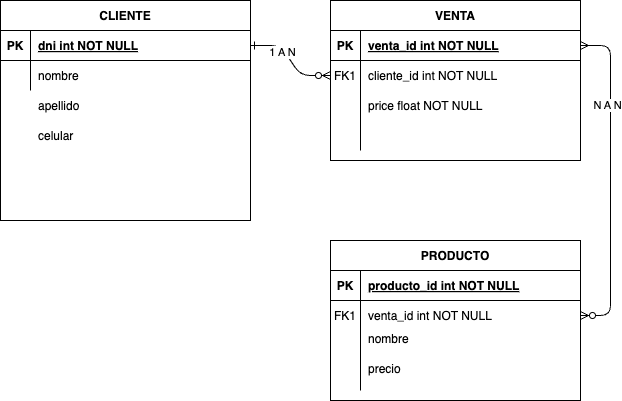 CLIENTE
PK dni int NOT NULL
nombre
apellido
celular
1 A N
VENTA
PK venta_id int NOT NULL
FK1 cliente_id int NOT NULL
price float NOT NULL
N A N
PRODUCTO
PK producto_id int NOT NULL
FK1 venta_id int NOT NULL
nombre
precio